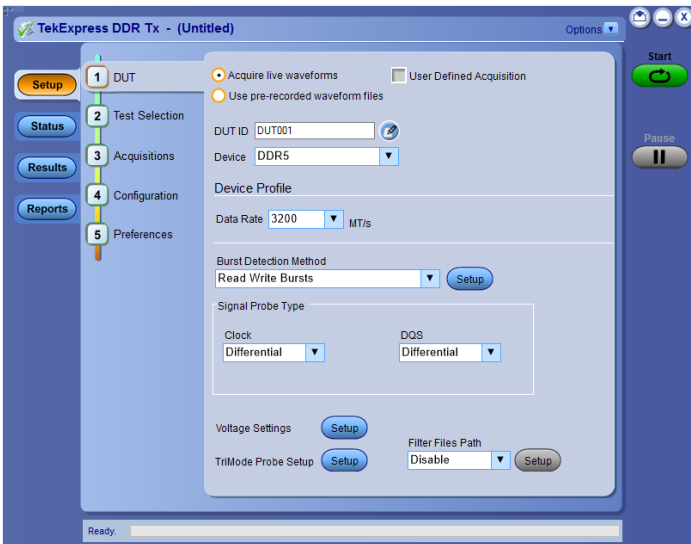 TekExpress DDR Tx - (Untitled)
Options
Start
Pause
Setup
Status
Results
Reports
1 DUT
2 Test Selection
3 Acquisitions
4 Configuration
5 Preferences
Acquire live waveforms
User Defined Acquisition
Use pre-recorded waveform files
DUT ID DUT001
Device DDR5
Device Profile
Data Rate 3200 MT/s
Burst Detection Method
Read Write Bursts Setup
Signal Probe Type
Clock DQS
Differential Differential
Voltage Settings Setup
Filter Files Path
TriMode Probe Setup Setup Disable Setup
Ready.